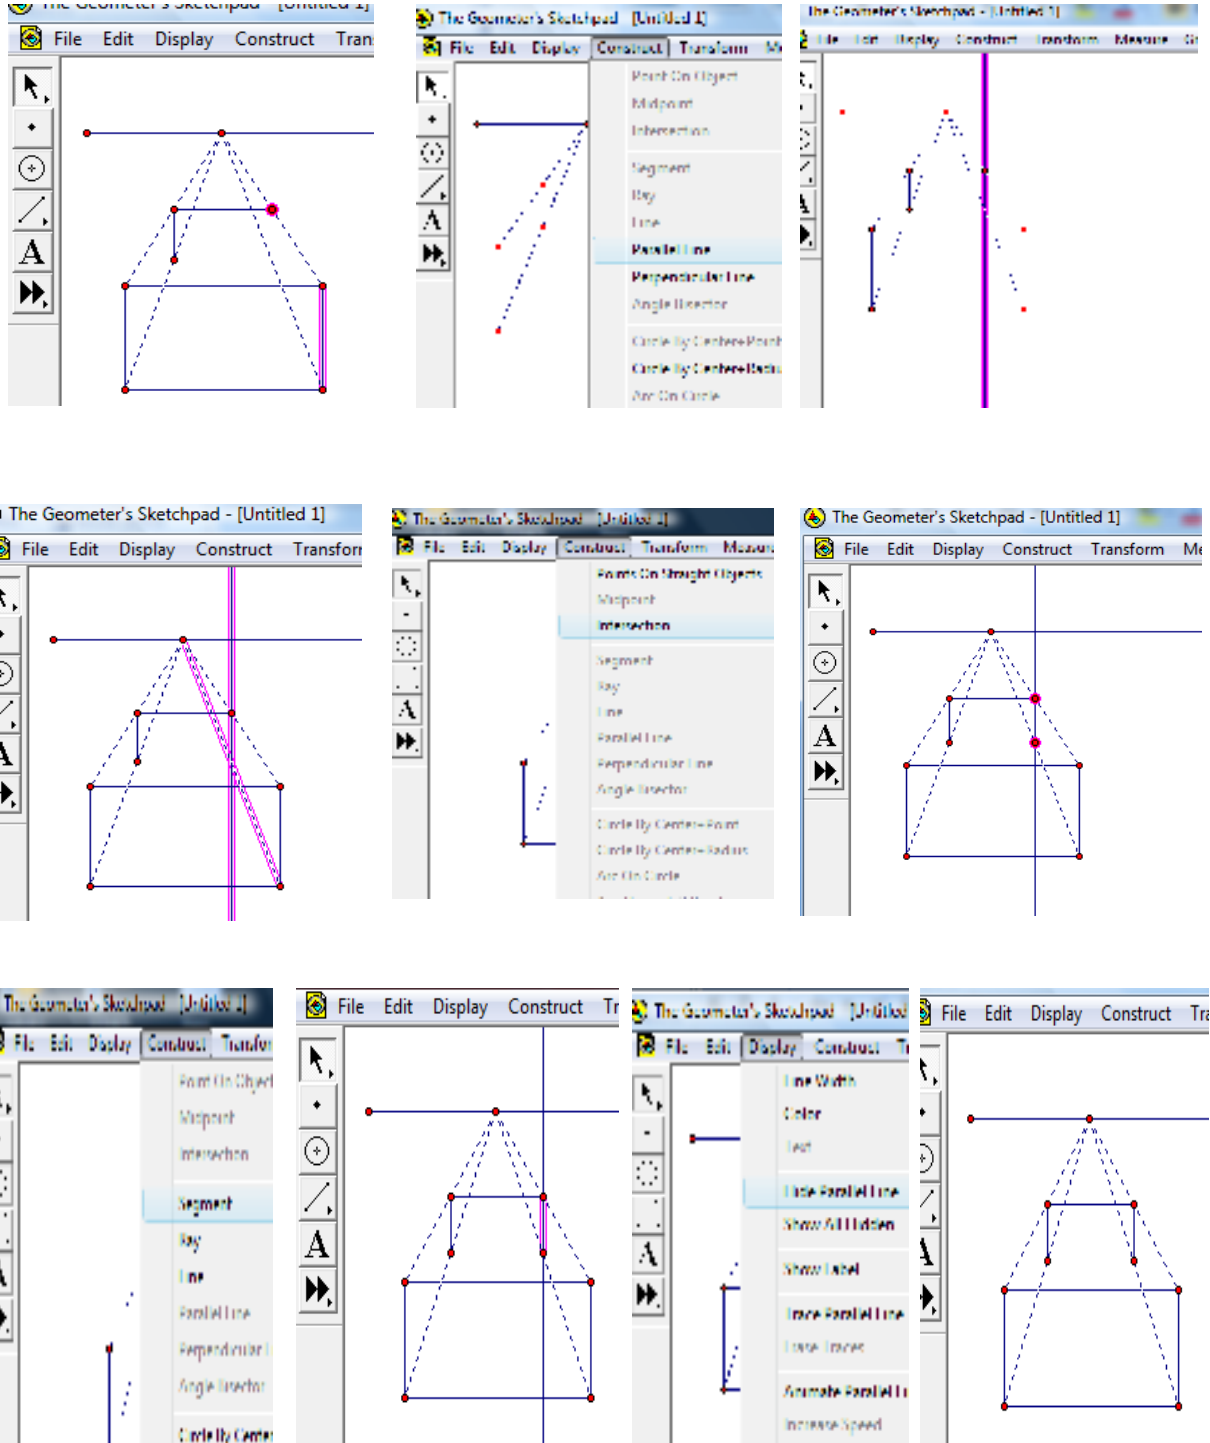 The Geometer's Sketchpad - [Untitled 1]
File Edit Display Construct Tran
A
The Geometer's Sketchpad [Untitled 1]
File Edit Display Construct Transform M
Point On Object
Midpoint
Intersection
Segment
Ray
Line
Parallel Line
Perpendicular Line
Angle Bisector
Circle By Center+Point
Circle By Center+Radiu
Arc On Circle
A
The Geometer's Sketchpad - [Untitled 1]
File Edit Display Construct Transform Measure G
A
The Geometer's Sketchpad - [Untitled 1]
File Edit Display Construct Transforr
A
The Geometer's Sketchpad [Untitled 1]
File Edit Display Construct Transform Measure
Points On Straight Objects
Midpoint
Intersection
Segment
Ray
Line
Parallel Line
Perpendicular Line
Angle Bisector
Circle By Center+Point
Circle By Center+Radius
Arc On Circle
A
The Geometer's Sketchpad - [Untitled 1]
File Edit Display Construct Transform Me
A
The Geometer's Sketchpad [Untitled 1]
File Edit Display Construct Transfor
Point On Object
Midpoint
Intersection
Segment
Ray
Line
Parallel Line
Perpendicular L
Angle Bisector
Circle By Center
File Edit Display Construct Tr
A
The Geometer's Sketchpad [Untitled
File Edit Display Construct T
Line Width
Color
Text
Hide Parallel Line
Show All Hidden
Show Label
Trace Parallel Line
Erase Traces
Animate Parallel Li
Increase Speed
A
File Edit Display Construct Tra
A